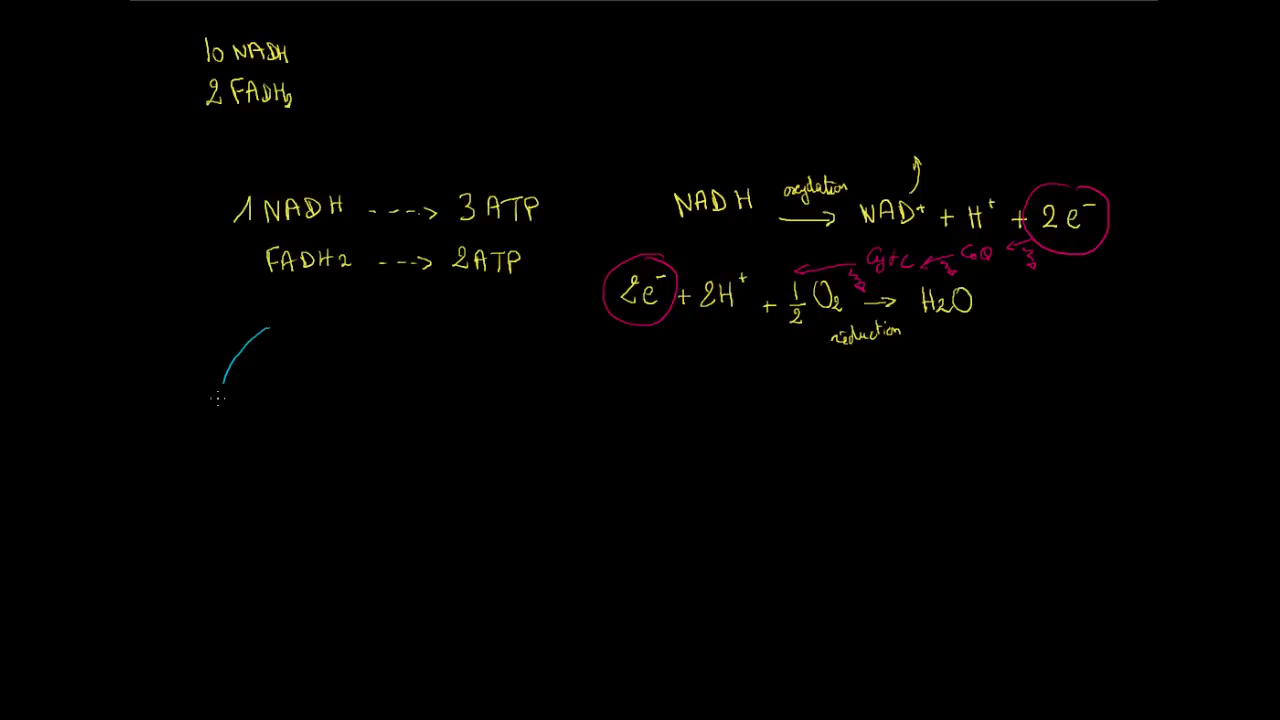 10 NADH
2 FADH2
1 NADH ----> 3 ATP
FADH2 ---> 2 ATP
NADH oxydation → NAD+ + H+ + 2e-
Cyt C ← CoQ ←
2e- + 2H+ + 1/2 O2 → H2O
réduction